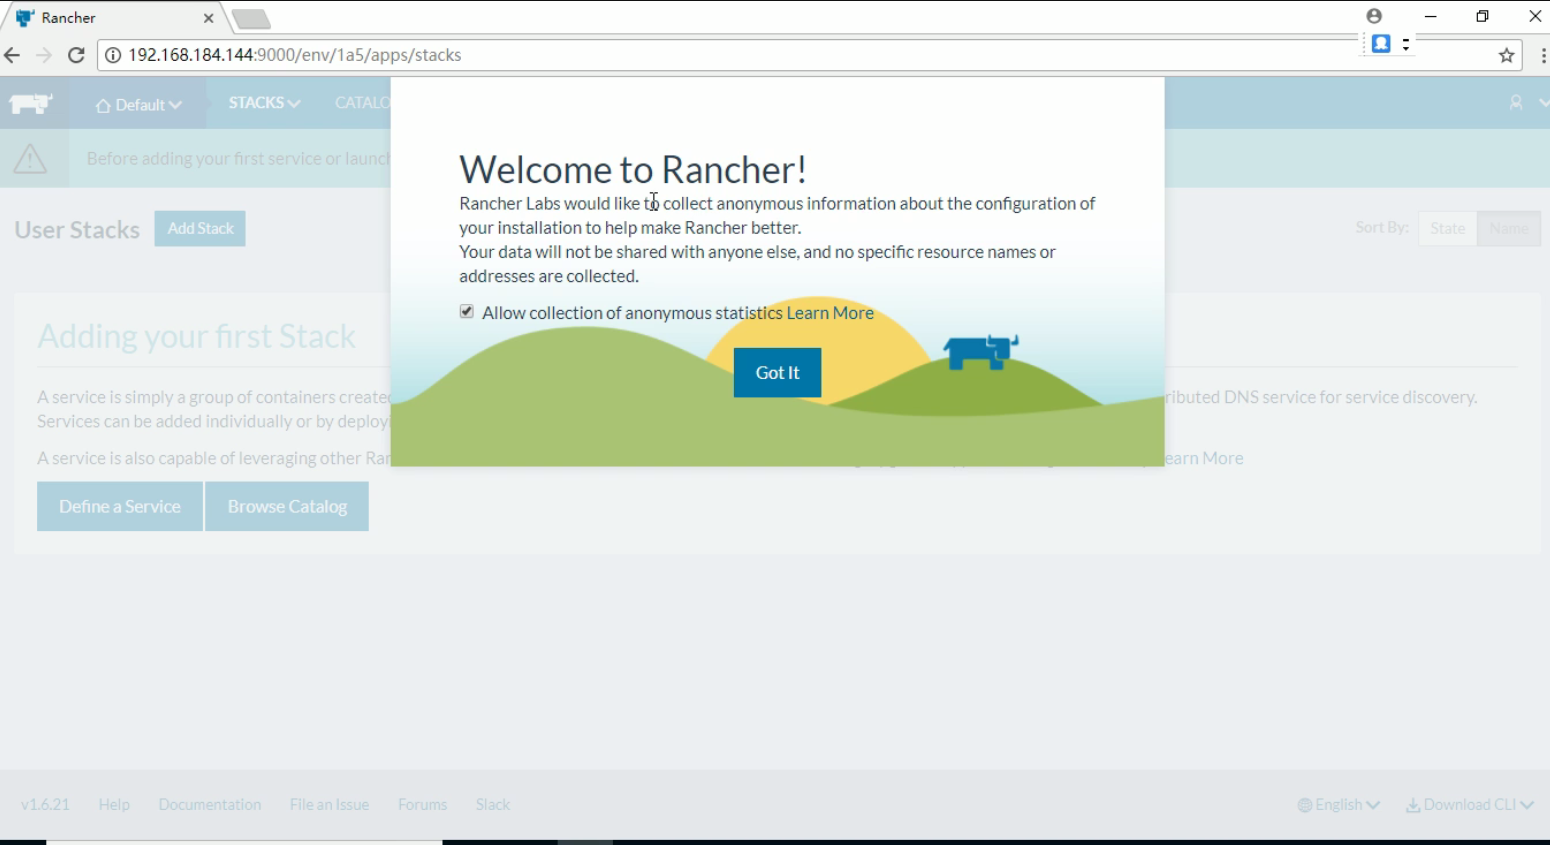 Rancher
192.168.184.144:9000/env/1a5/apps/stacks
Default
STACKS
CATALO
Before adding your first service or launch
Welcome to Rancher!
Rancher Labs would like to collect anonymous information about the configuration of
your installation to help make Rancher better.
Your data will not be shared with anyone else, and no specific resource names or
addresses are collected.
Allow collection of anonymous statistics Learn More
Got It
User Stacks
Add Stack
Sort By:
State
Name
Adding your first Stack
A service is simply a group of containers created
ributed DNS service for service discovery.
Services can be added individually or by deployi
A service is also capable of leveraging other Ran
earn More
Define a Service
Browse Catalog
v1.6.21
Help
Documentation
File an Issue
Forums
Slack
English
Download CLI